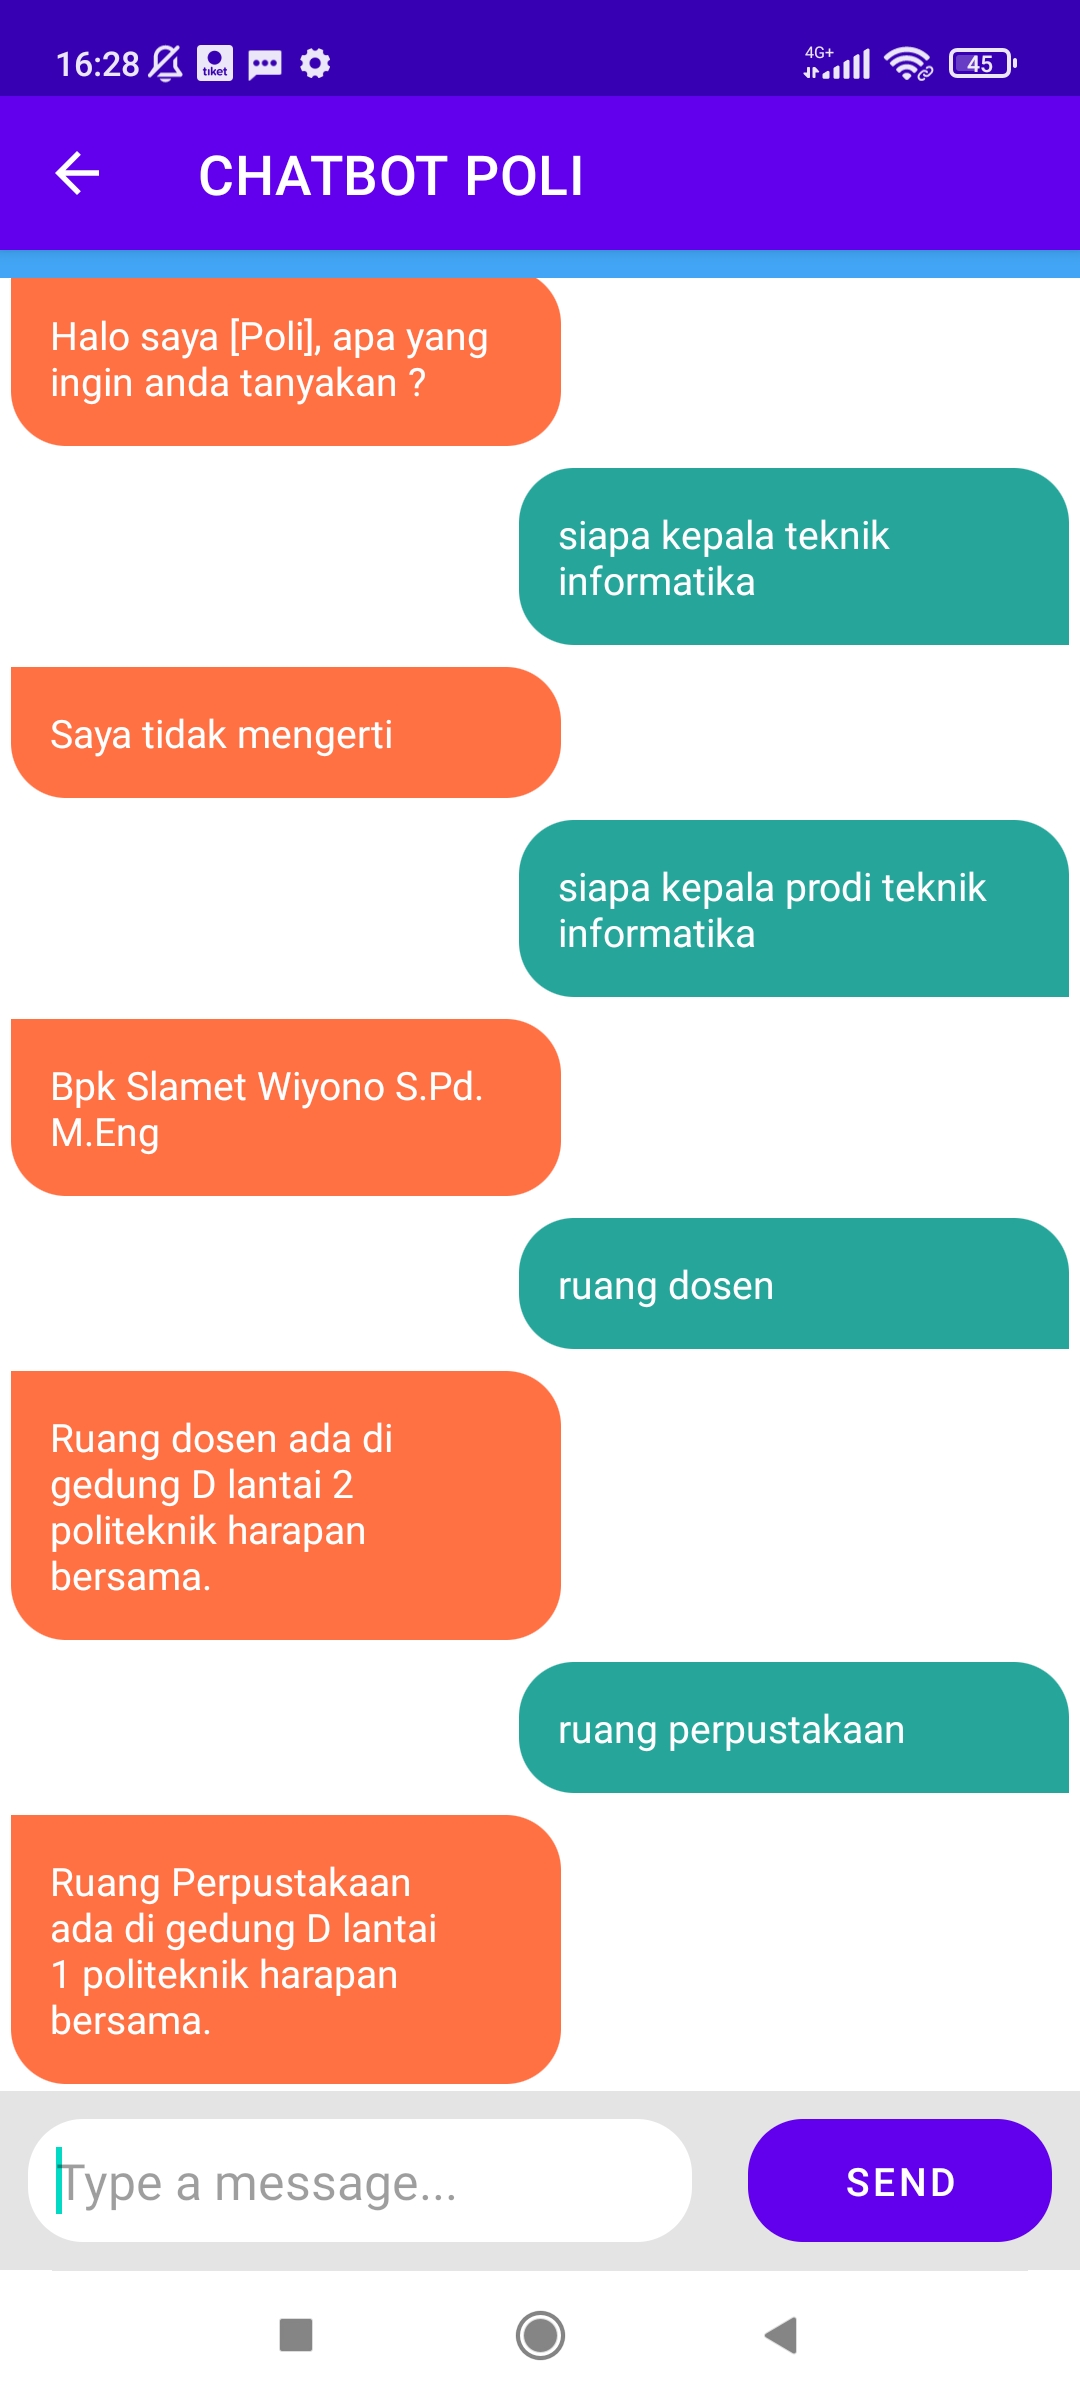 16:28 tiket 4G+ 45
CHATBOT POLI
Halo saya [Poli], apa yang
ingin anda tanyakan ?
siapa kepala teknik
informatika
Saya tidak mengerti
siapa kepala prodi teknik
informatika
Bpk Slamet Wiyono S.Pd.
M.Eng
ruang dosen
Ruang dosen ada di
gedung D lantai 2
politeknik harapan
bersama.
ruang perpustakaan
Ruang Perpustakaan
ada di gedung D lantai
1 politeknik harapan
bersama.
Type a message...
SEND